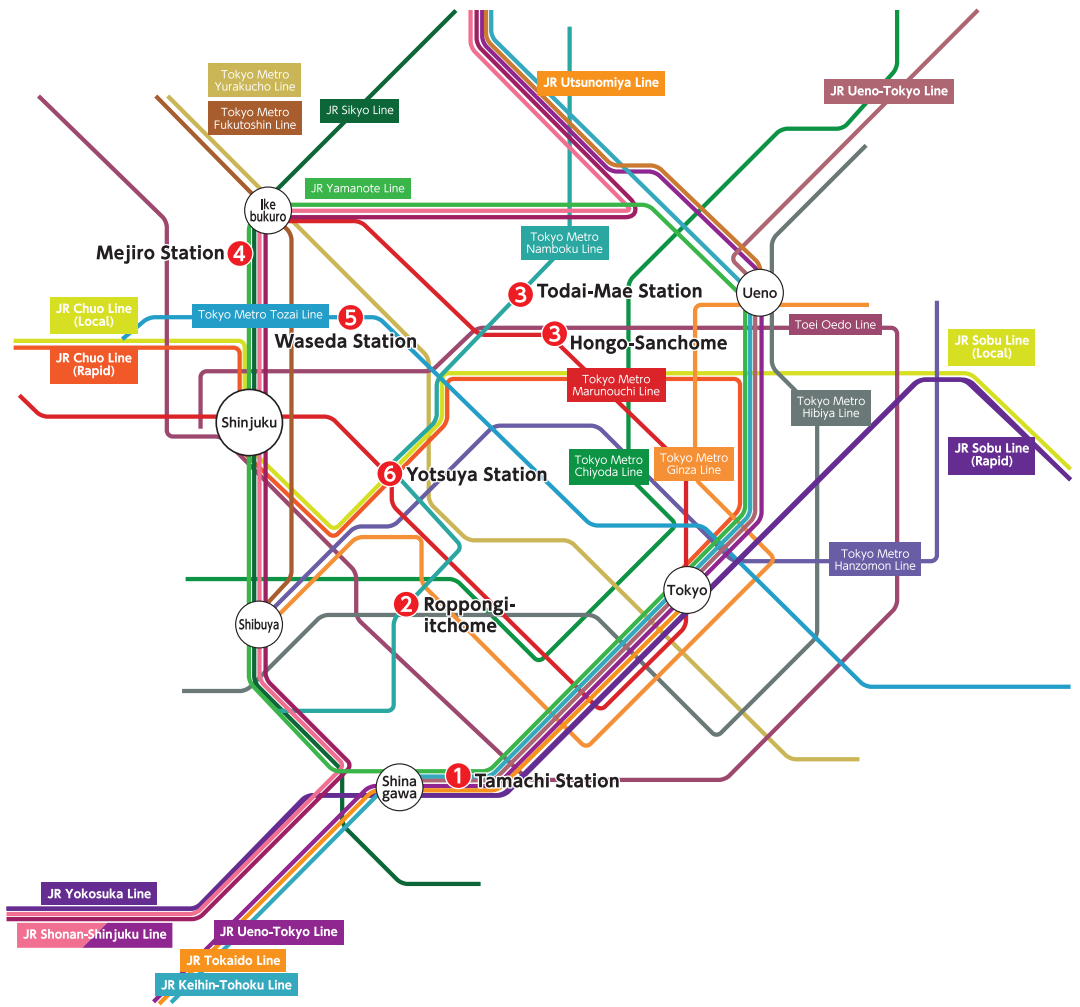 Tokyo Metro
Yurakucho Line
Tokyo Metro
Fukutoshin Line
JR Sikyo Line
JR Utsunomiya Line
JR Ueno-Tokyo Line
Ike
bukuro
JR Yamanote Line
Mejiro Station
4
Tokyo Metro
Namboku Line
3
Todai-Mae Station
Ueno
JR Chuo Line
(Local)
Tokyo Metro Tozai Line
5
Waseda Station
3
Hongo-Sanchome
Toei Oedo Line
JR Sobu Line
(Local)
JR Chuo Line
(Rapid)
Tokyo Metro
Marunouchi Line
Tokyo Metro
Hibiya Line
Shinjuku
6
Yotsuya Station
Tokyo Metro
Chiyoda Line
Tokyo Metro
Ginza Line
JR Sobu Line
(Rapid)
Tokyo Metro
Hanzomon Line
Tokyo
2
Roppongi-
itchome
Shibuya
Shina
gawa
1
Tamachi Station
JR Yokosuka Line
JR Shonan-Shinjuku Line
JR Ueno-Tokyo Line
JR Tokaido Line
JR Keihin-Tohoku Line